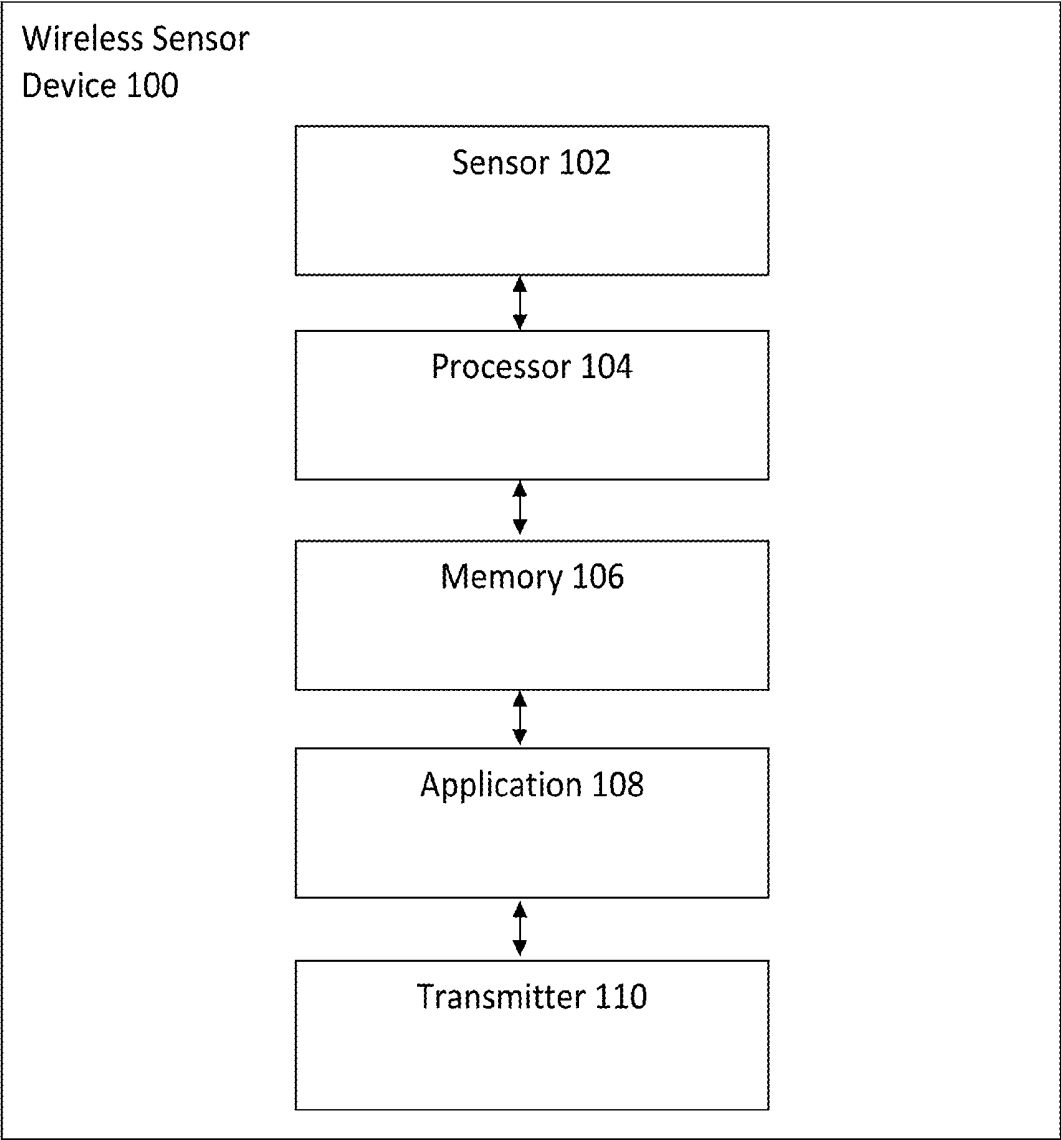 Wireless Sensor
Device 100
Sensor 102
Processor 104
Memory 106
Application 108
Transmitter 110